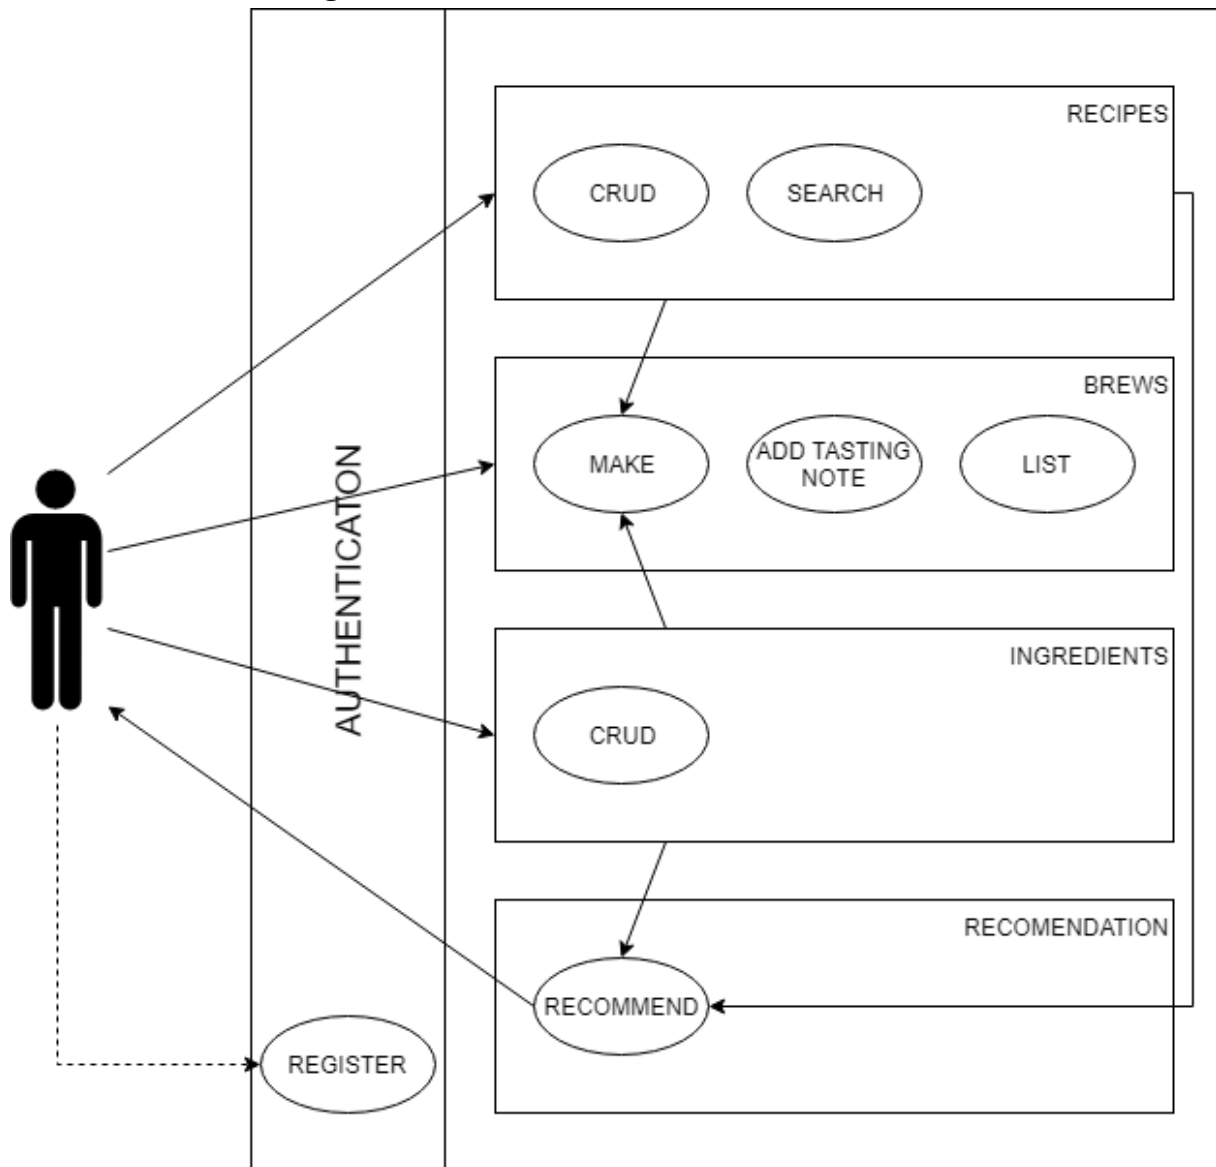 RECIPES
CRUD
SEARCH
BREWS
MAKE
ADD TASTING
NOTE
LIST
AUTHENTICATON
INGREDIENTS
CRUD
RECOMENDATION
RECOMMEND
REGISTER